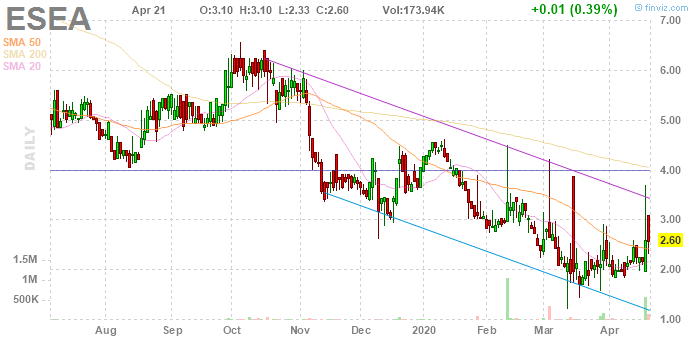 ESEA Apr 21 O:3.10 H:3.10 L:2.33 C:2.60 Vol:173.94K +0.01 (0.39%) © finviz.com
SMA 50
SMA 200
SMA 20
DAILY
7.00
6.00
5.00
4.00
3.00
2.60
2.00
1.00
1.5M
1M
500K
Aug Sep Oct Nov Dec 2020 Feb Mar Apr